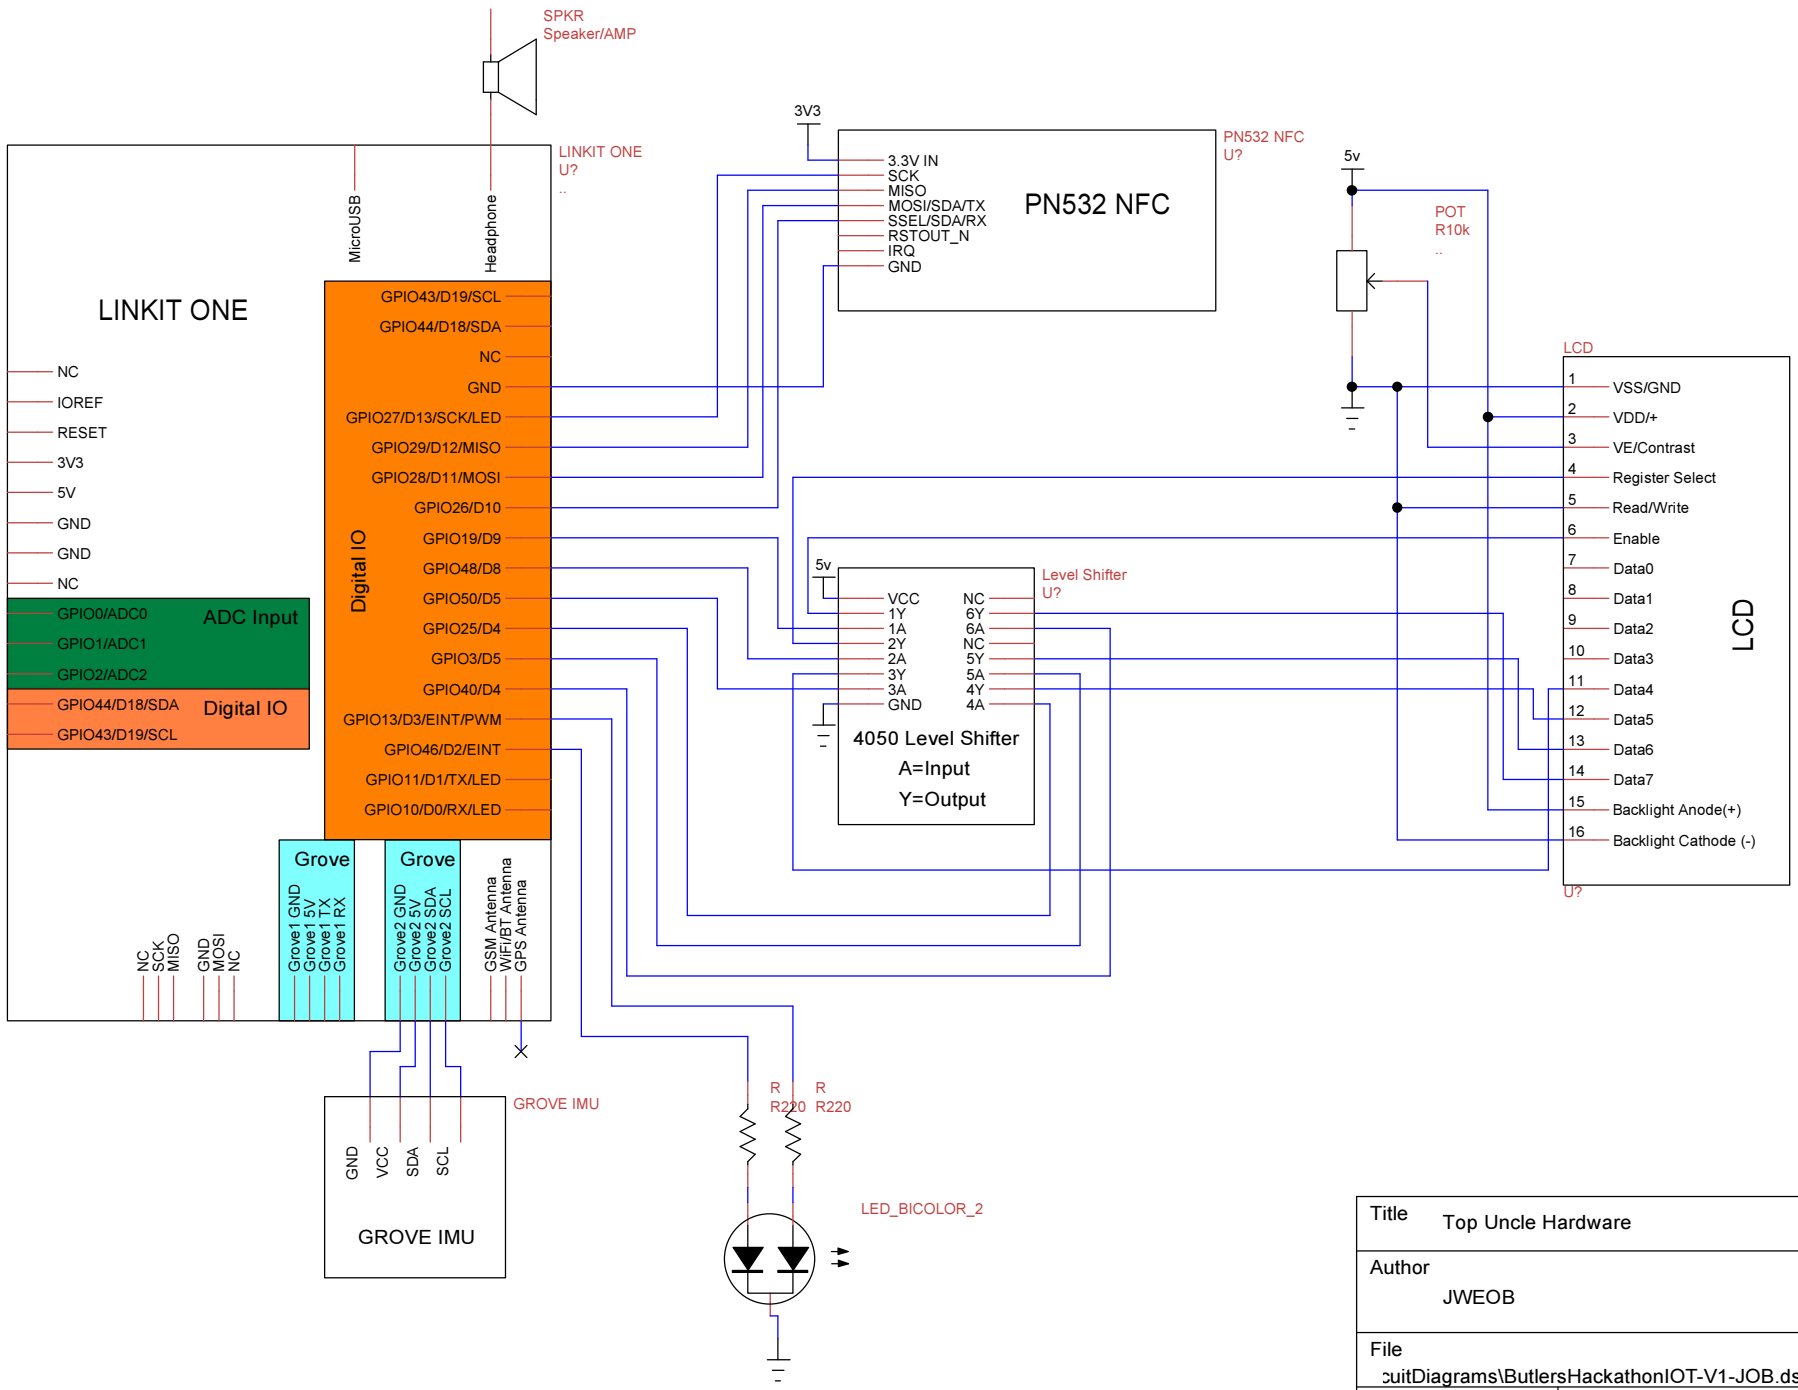 SPKR
Speaker/AMP
LINKIT ONE
U?
..
MicroUSB
Headphone
LINKIT ONE
NC
IOREF
RESET
3V3
5V
GND
GND
NC
GPIO0/ADC0
ADC Input
GPIO1/ADC1
GPIO2/ADC2
GPIO44/D18/SDA
Digital IO
GPIO43/D19/SCL
Digital IO
GPIO43/D19/SCL
GPIO44/D18/SDA
NC
GND
GPIO27/D13/SCK/LED
GPIO29/D12/MISO
GPIO28/D11/MOSI
GPIO26/D10
GPIO19/D9
GPIO48/D8
GPIO50/D5
GPIO25/D4
GPIO3/D5
GPIO40/D4
GPIO13/D3/EINT/PWM
GPIO46/D2/EINT
GPIO11/D1/TX/LED
GPIO10/D0/RX/LED
NC
SCK
MISO
GND
MOSI
NC
Grove
Grove1 GND
Grove1 5V
Grove1 TX
Grove1 RX
Grove
Grove2 GND
Grove2 5V
Grove2 SDA
Grove2 SCL
GSM Antenna
WiFi/BT Antenna
GPS Antenna
GROVE IMU
GND
VCC
SDA
SCL
GROVE IMU
3V3
PN532 NFC
U?
3.3V IN
SCK
MISO
MOSI/SDA/TX
SSEL/SDA/RX
RSTOUT_N
IRQ
GND
PN532 NFC
5v
POT
R10k
..
5v
Level Shifter
U?
VCC
1Y
1A
2Y
2A
3Y
3A
GND
NC
6Y
6A
NC
5Y
5A
4Y
4A
4050 Level Shifter
A=Input
Y=Output
LCD
1 VSS/GND
2 VDD/+
3 VE/Contrast
4 Register Select
5 Read/Write
6 Enable
7 Data0
8 Data1
9 Data2
10 Data3
11 Data4
12 Data5
13 Data6
14 Data7
15 Backlight Anode(+)
16 Backlight Cathode (-)
LCD
U?
R
R220
R
R220
LED_BICOLOR_2
Title Top Uncle Hardware
Author
JWEOB
File
cuitDiagrams\ButlersHackathonIOT-V1-JOB.ds